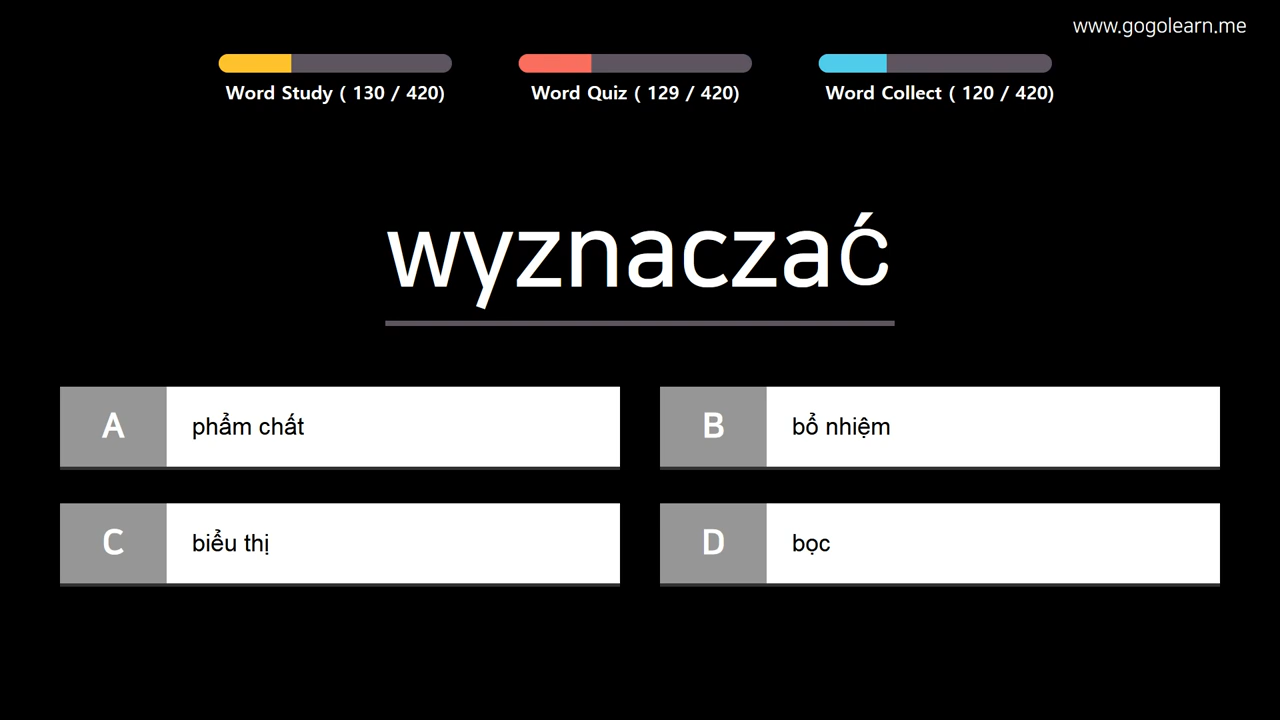 www.gogolearn.me
Word Study ( 130 / 420)
Word Quiz ( 129 / 420)
Word Collect ( 120 / 420)
wyznaczać
A phẩm chất
B bổ nhiệm
C biểu thị
D bọc